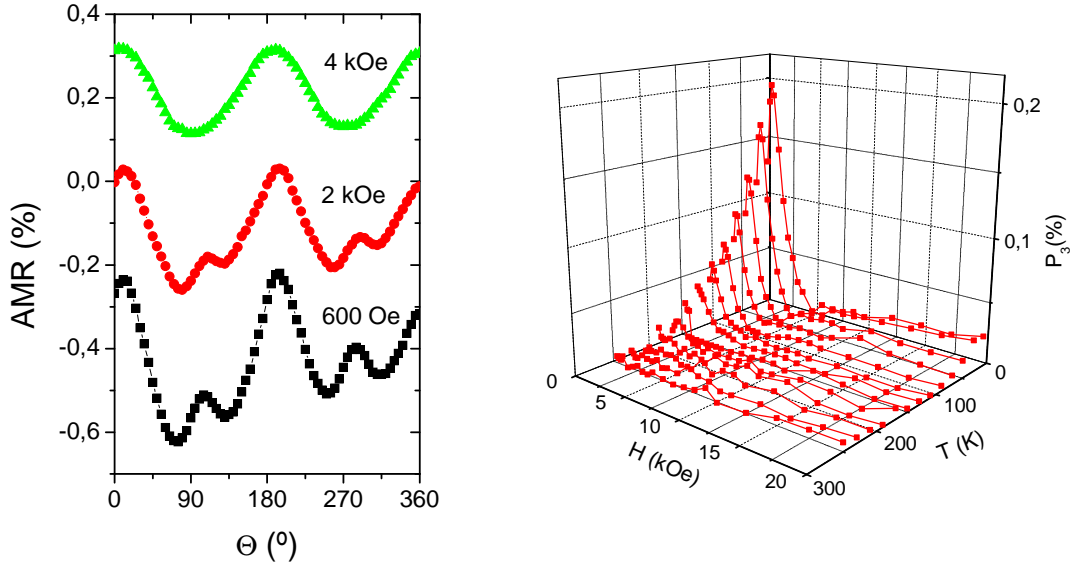 0,4
0,2
0,0
-0,2
-0,4
-0,6
AMR (%)
4 kOe
2 kOe
600 Oe
0 90 180 270 360
Θ (º)
0,2
0,1
P3(%)
0
5
10
15
20
H (kOe)
0
100
200
300
T (K)